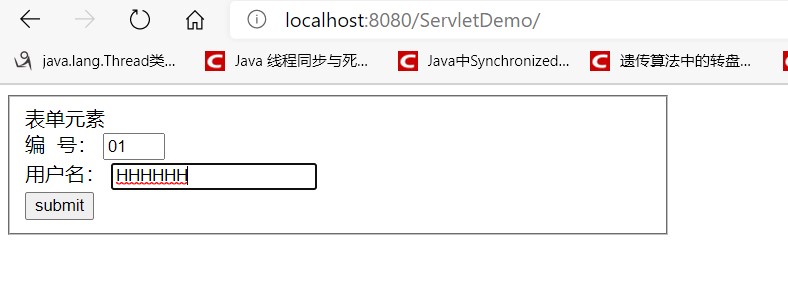 localhost:8080/ServletDemo/
java.lang.Thread类... Java 线程同步与死... Java中Synchronized... 遗传算法中的转盘...
表单元素
编 号： 01
用户名： HHHHHH
submit